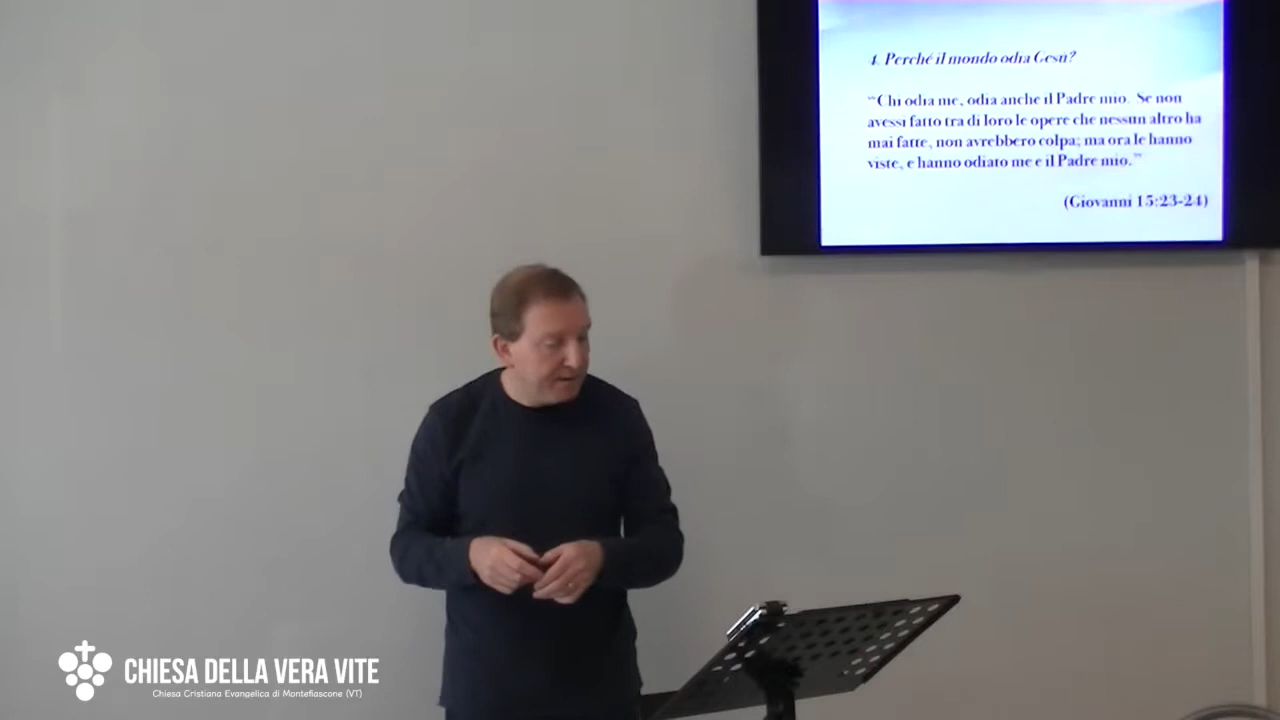 4. Perché il mondo odia Gesù?
“Chi odia me, odia anche il Padre mio. Se non
avessi fatto tra di loro le opere che nessun altro ha
mai fatte, non avrebbero colpa; ma ora le hanno
viste, e hanno odiato me e il Padre mio.”
(Giovanni 15:23-24)
CHIESA DELLA VERA VITE
Chiesa Cristiana Evangelica di Montefiascone (VT)